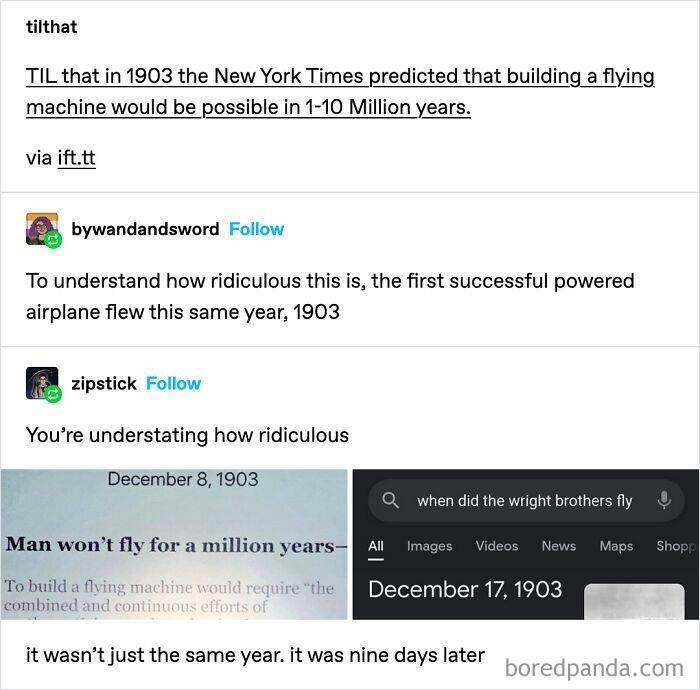 tilthat
TIL that in 1903 the New York Times predicted that building a flying
machine would be possible in 1-10 Million years.
via ift.tt
bywandandsword Follow
To understand how ridiculous this is, the first successful powered
airplane flew this same year, 1903
zipstick Follow
You’re understating how ridiculous
December 8, 1903
Man won’t fly for a million years—
To build a flying machine would require “the
combined and continuous efforts of
when did the wright brothers fly
All Images Videos News Maps Shopp
December 17, 1903
it wasn’t just the same year. it was nine days later
boredpanda.com